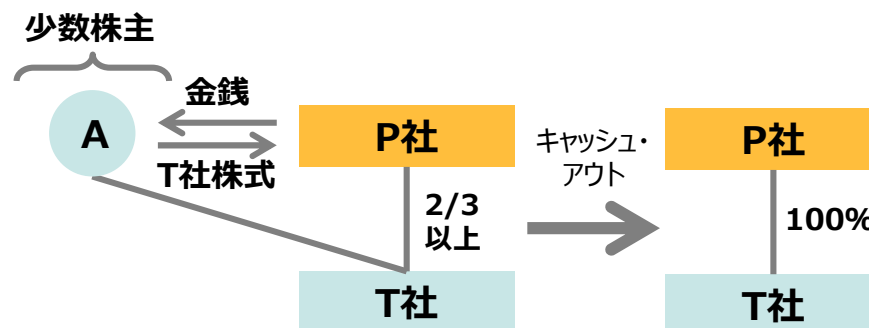 少数株主
A
金銭
T社株式
P社
2/3
以上
T社
キャッシュ・
アウト
P社
100%
T社